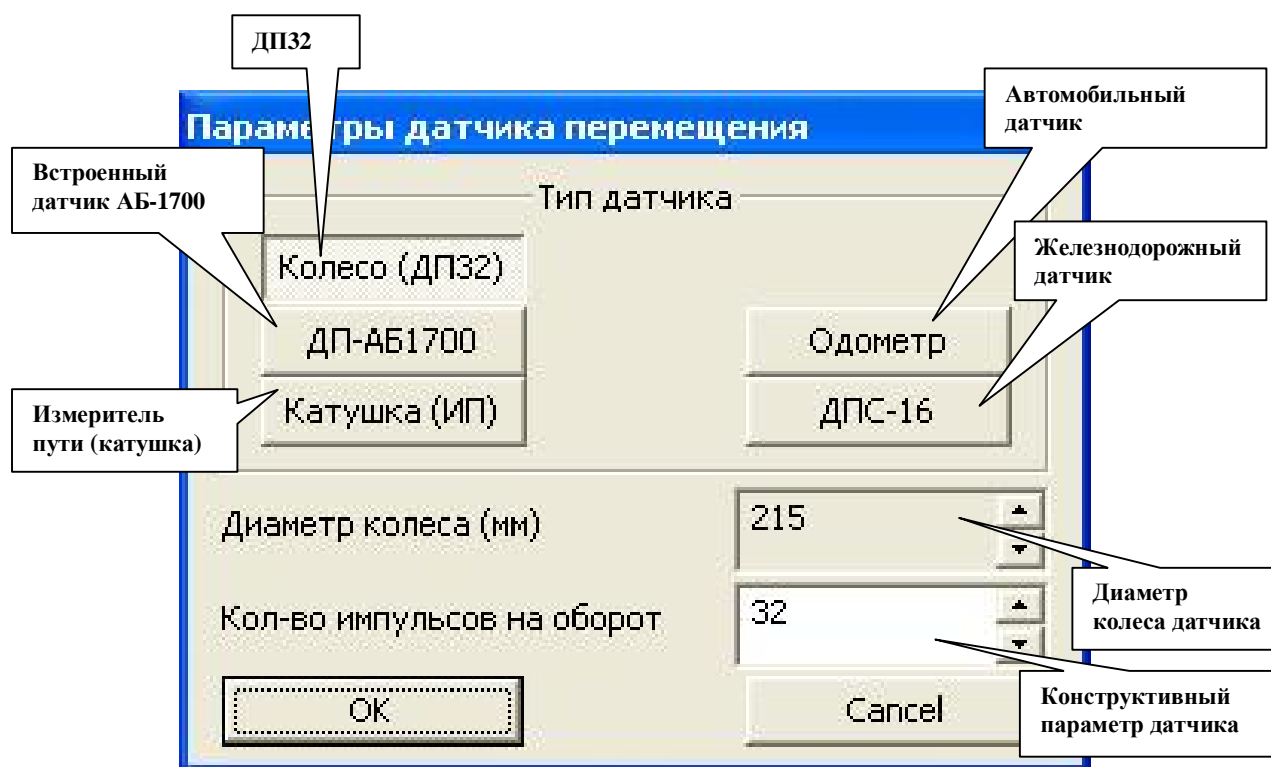 ДП32
Автомобильный
датчик
Параметры датчика перемещения
Встроенный
датчик АБ-1700
Тип датчика
Колесо (ДП32)
Железнодорожный
датчик
ДП-АБ1700
Одометр
Измеритель
пути (катушка)
Катушка (ИП)
ДПС-16
Диаметр колеса (мм)
215
Диаметр
колеса датчика
Кол-во импульсов на оборот
32
Конструктивный
параметр датчика
OK
Cancel